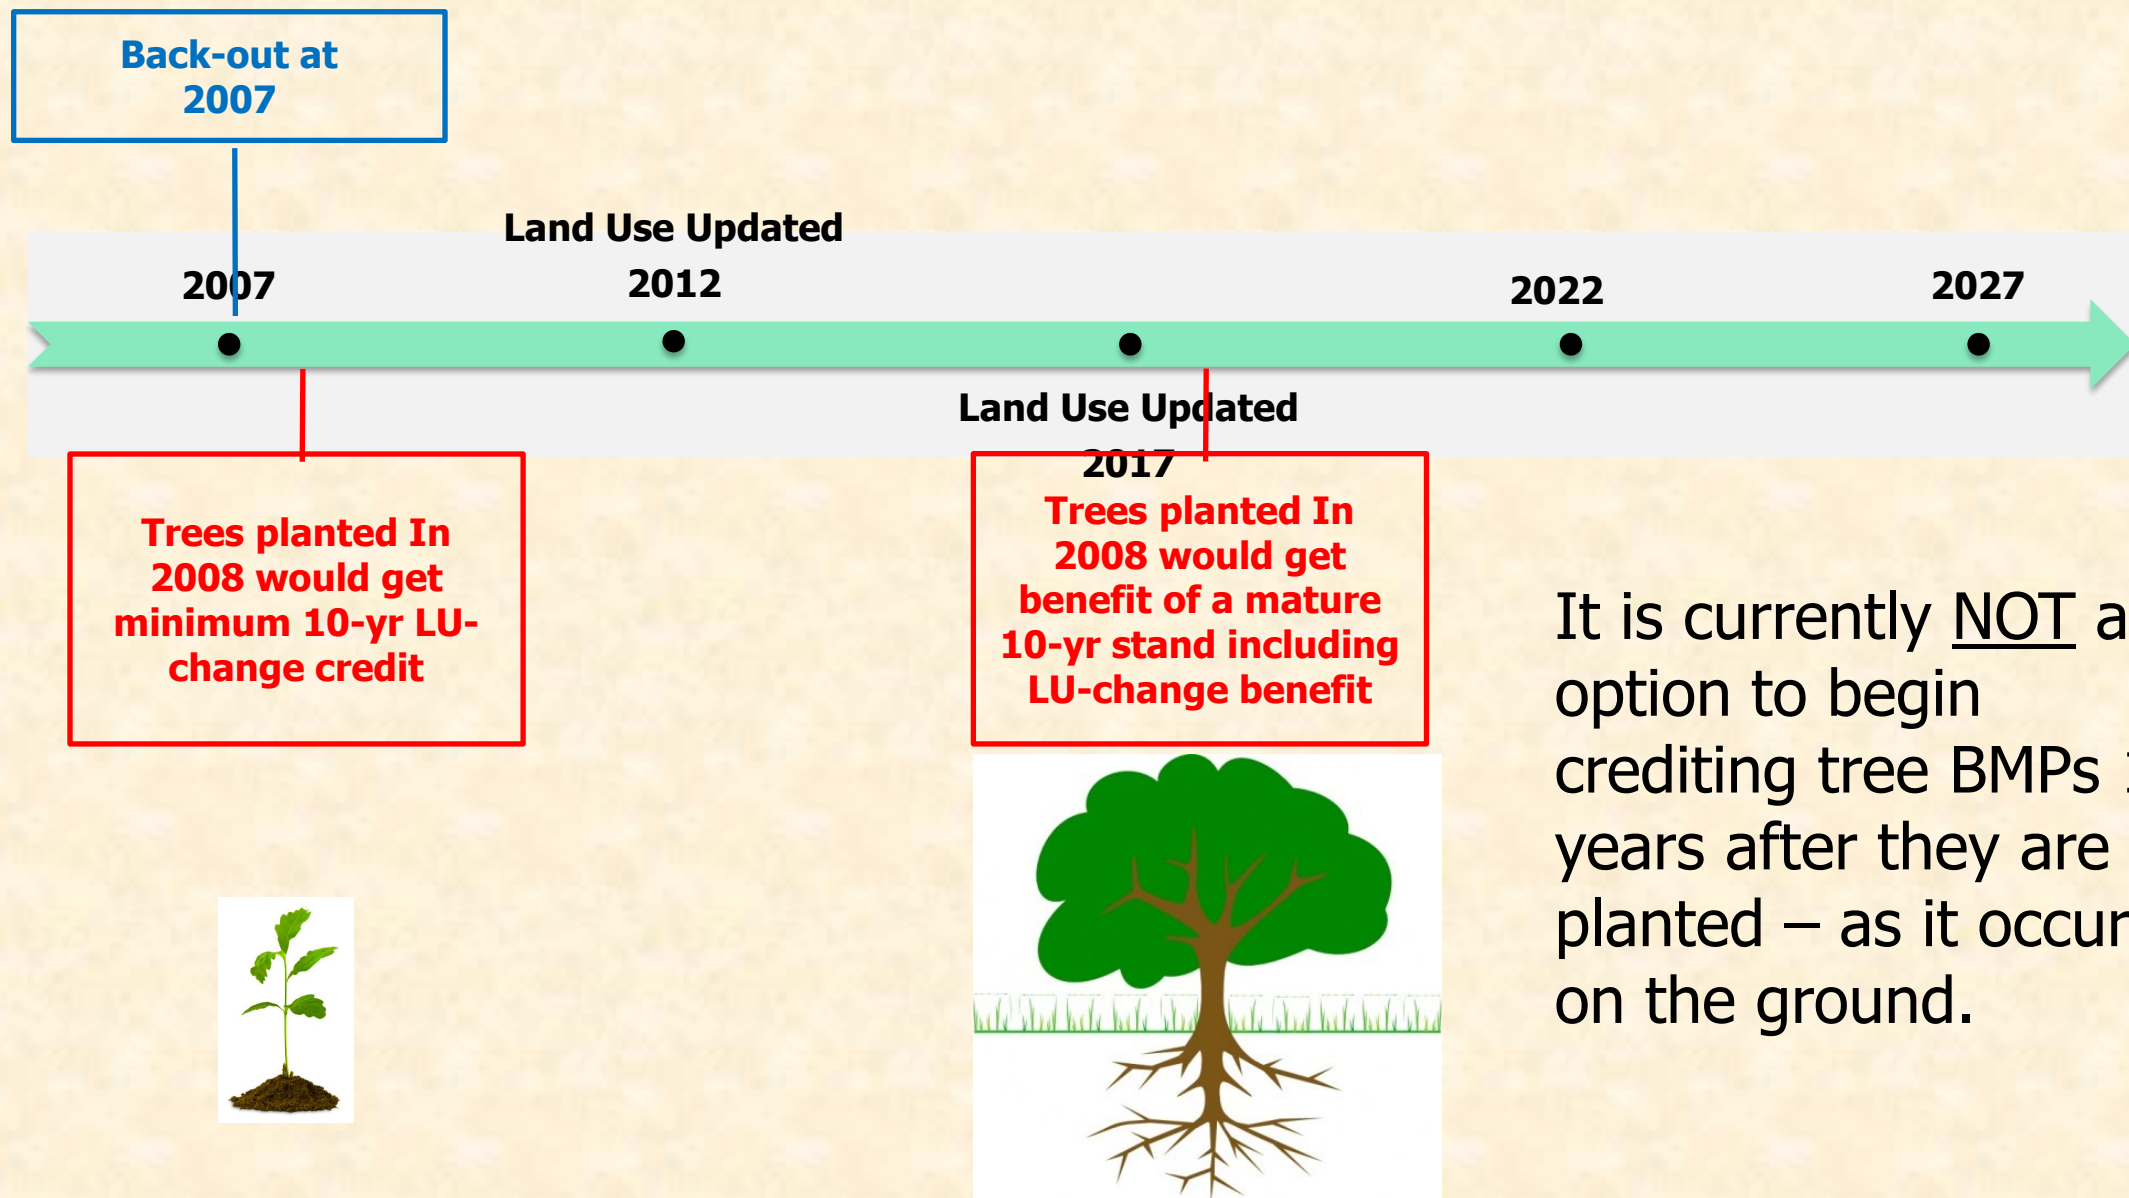 Back-out at
2007
Land Use Updated
2007
2012
2022
2027
Land Use Updated
2017
Trees planted In
2008 would get
minimum 10-yr LU-
change credit
Trees planted In
2008 would get
benefit of a mature
10-yr stand including
LU-change benefit
It is currently NOT a
option to begin
crediting tree BMPs
years after they are
planted – as it occur
on the ground.